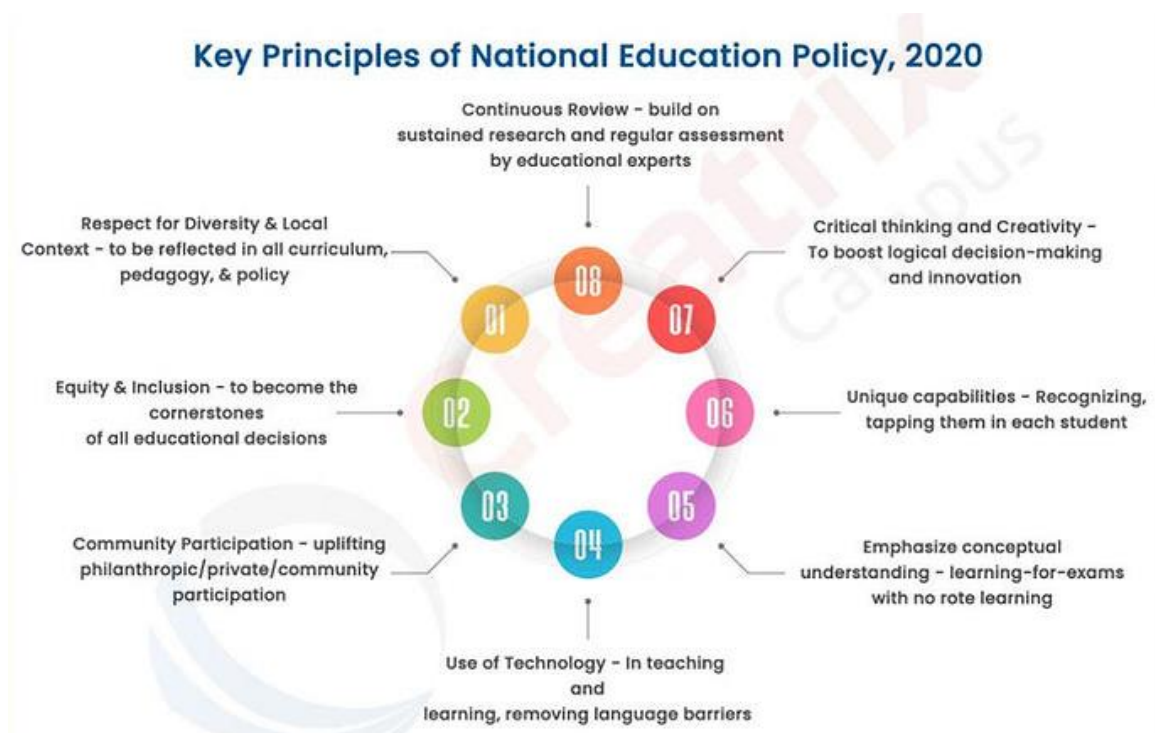 Key Principles of National Education Policy, 2020
Continuous Review - build on
sustained research and regular assessment
by educational experts
Respect for Diversity & Local
Context - to be reflected in all curriculum,
pedagogy, & policy
Critical thinking and Creativity -
To boost logical decision-making
and innovation
08
01
07
Equity & Inclusion - to become the
cornerstones
of all educational decisions
02
06
Unique capabilities - Recognizing,
tapping them in each student
03
05
04
Community Participation - uplifting
philanthropic/private/community
participation
Emphasize conceptual
understanding - learning-for-exams
with no rote learning
Use of Technology - In teaching
and
learning, removing language barriers
Creatrix
Campus